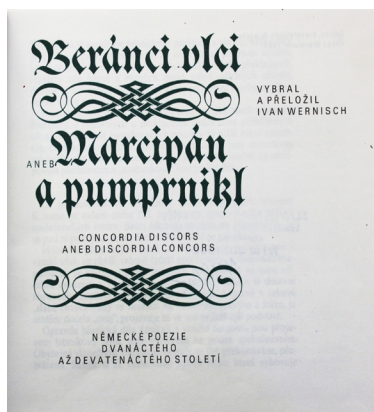 Beránci vlci
VYBRAL
A PŘELOŽIL
IVAN WERNISCH
ANEB Marcipán
a pumprnikl
CONCORDIA DISCORS
ANEB DISCORDIA CONCORS
NĚMECKÉ POEZIE
DVANÁCTÉHO
AŽ DEVATENÁCTÉHO STOLETÍ